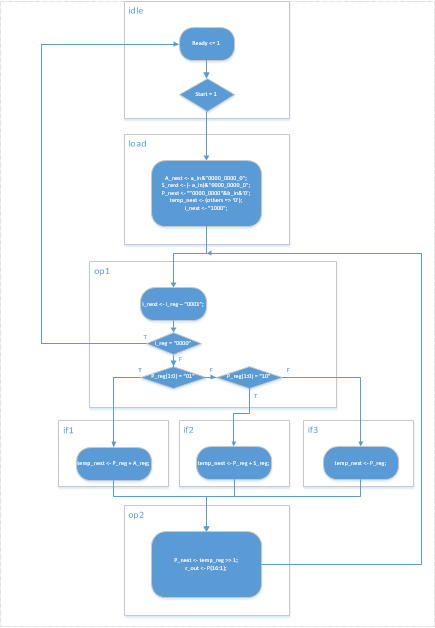 idle
Ready <= 1
Start = 1
load
A_next <- a_in&"0000_0000_0";
S_next <- (- a_in)&"0000_0000_0";
P_next <- ""0000_0000"&b_in&'0';
temp_next <- (others => '0');
i_next <- "1000";
op1
i_next <- i_reg – "0001";
T
i_reg = "0000"
F
T
P_reg[1:0] = "01"
F
P_reg[1:0] = "10"
F
T
if1
temp_next <- P_reg + A_reg;
if2
temp_next <- P_reg + S_reg;
if3
temp_next <- P_reg;
op2
P_next <- temp_reg >> 1;
r_out <- P(16:1);